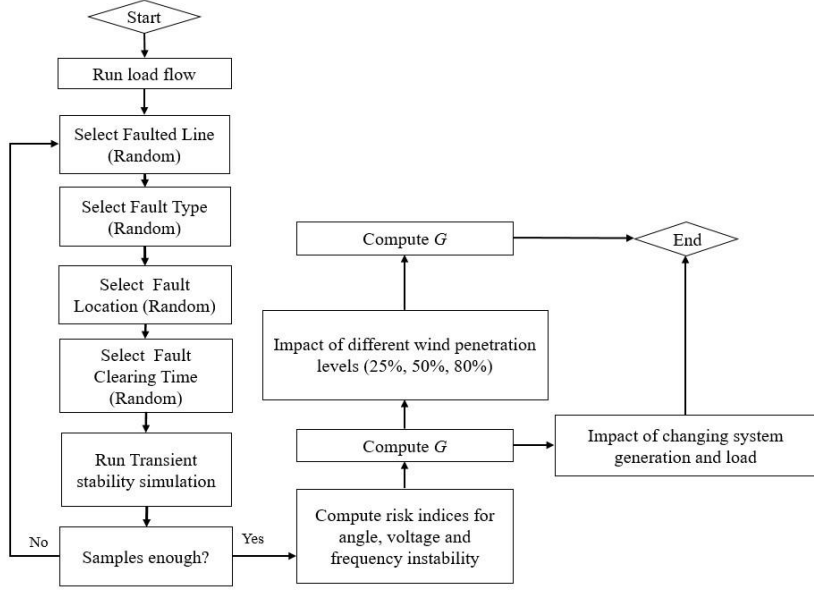 Start
Run load flow
Select Faulted Line
(Random)
Select Fault Type
(Random)
Select Fault
Location (Random)
Select Fault
Clearing Time
(Random)
Run Transient
stability simulation
Samples enough?
No
Yes
Compute risk indices for
angle, voltage and
frequency instability
Compute G
Impact of different wind penetration
levels (25%, 50%, 80%)
Compute G
Impact of changing system
generation and load
End